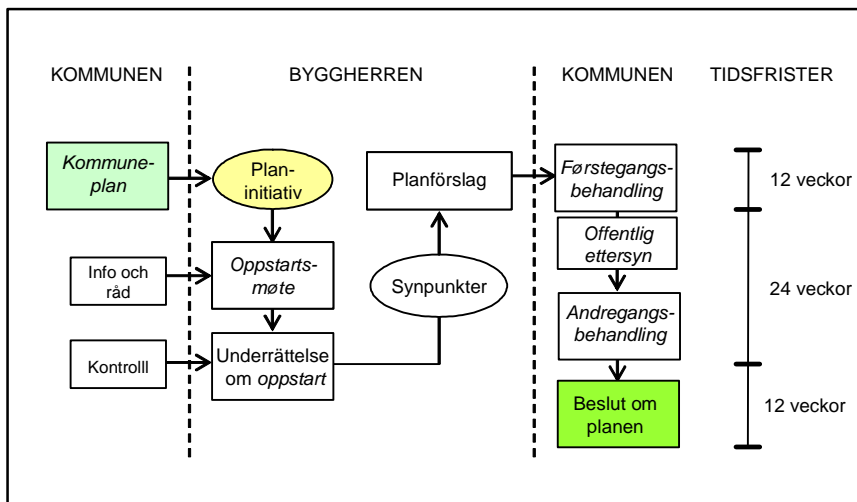 KOMMUNEN
BYGGHERREN
KOMMUNEN
TIDSFRISTER
Kommune-
plan
Plan-
initiativ
Planförslag
Førstegangs-
behandling
12 veckor
Info och
råd
Oppstarts-
møte
Synpunkter
Offentlig
ettersyn
24 veckor
Andregangs-
behandling
Kontrolll
Underrättelse
om oppstart
Beslut om
planen
12 veckor